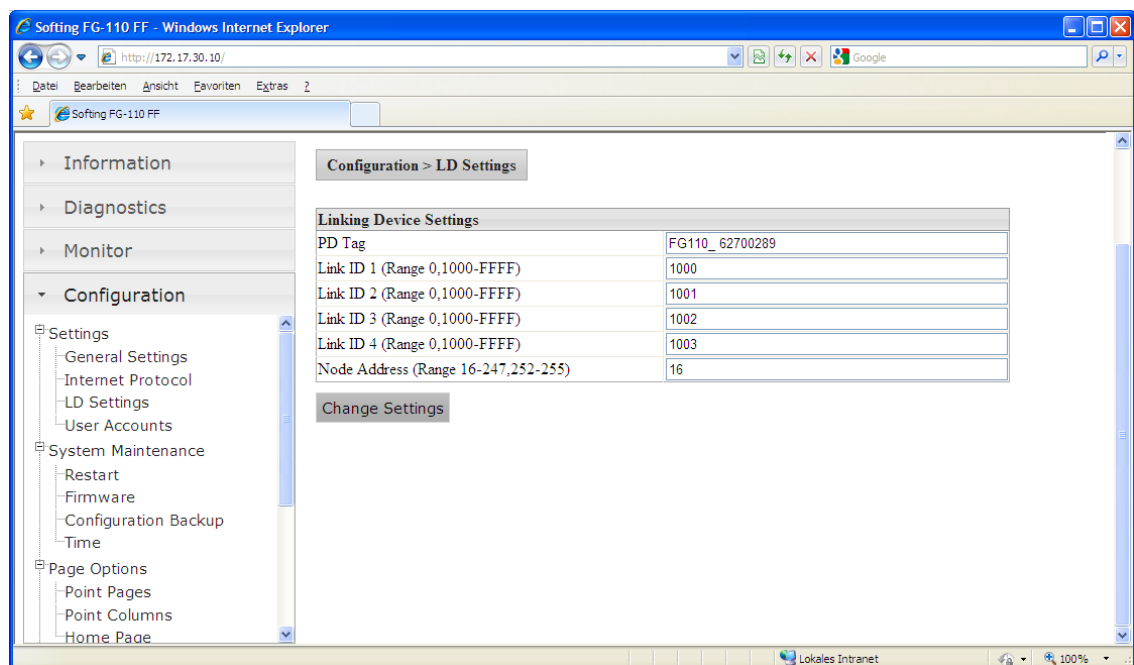 Softing FG-110 FF - Windows Internet Explorer
http://172.17.30.10/
Google
Datei Bearbeiten Ansicht Favoriten Extras ?
Softing FG-110 FF
Information
Diagnostics
Monitor
Configuration
Settings
General Settings
Internet Protocol
LD Settings
User Accounts
System Maintenance
Restart
Firmware
Configuration Backup
Time
Page Options
Point Pages
Point Columns
Home Page
Configuration > LD Settings
Linking Device Settings
PD Tag FG110_ 62700289
Link ID 1 (Range 0,1000-FFFF) 1000
Link ID 2 (Range 0,1000-FFFF) 1001
Link ID 3 (Range 0,1000-FFFF) 1002
Link ID 4 (Range 0,1000-FFFF) 1003
Node Address (Range 16-247,252-255) 16
Change Settings
Lokales Intranet 100%